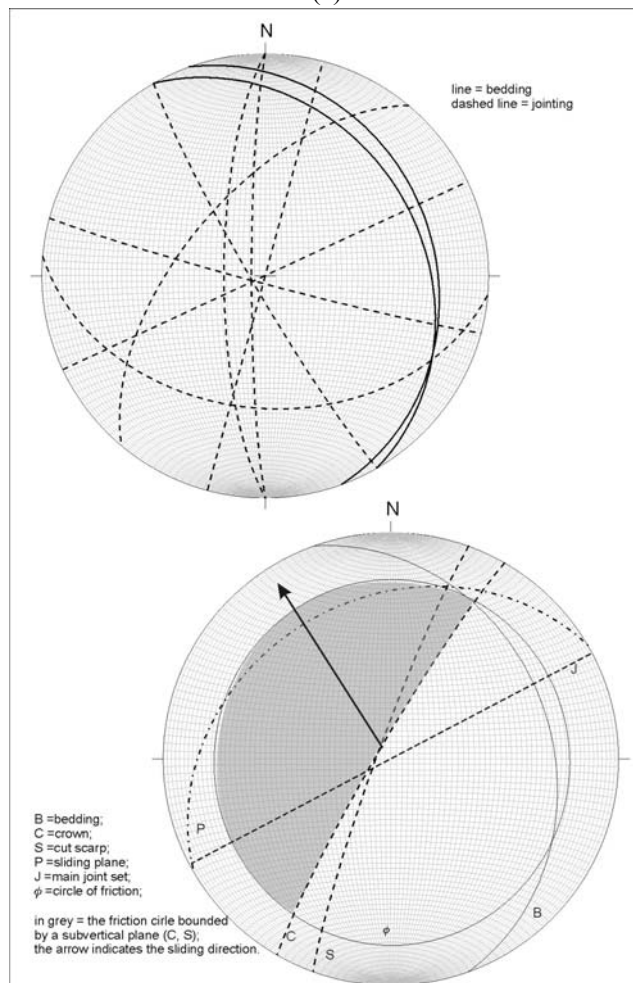 N
line = bedding
dashed line = jointing
N
J
P
B
C
S
ϕ
B =bedding;
C =crown;
S =cut scarp;
P =sliding plane;
J =main joint set;
ϕ =circle of friction;
in grey = the friction cirle bounded
by a subvertical plane (C, S);
the arrow indicates the sliding direction.